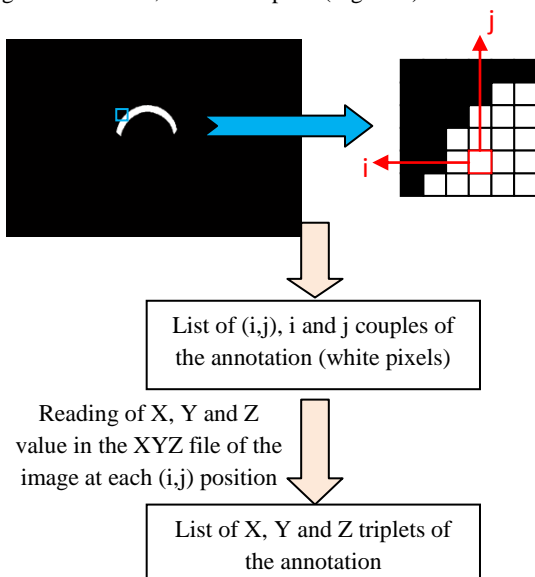 j
i
List of (i,j), i and j couples of
the annotation (white pixels)
Reading of X, Y and Z
value in the XYZ file of the
image at each (i,j) position
List of X, Y and Z triplets of
the annotation